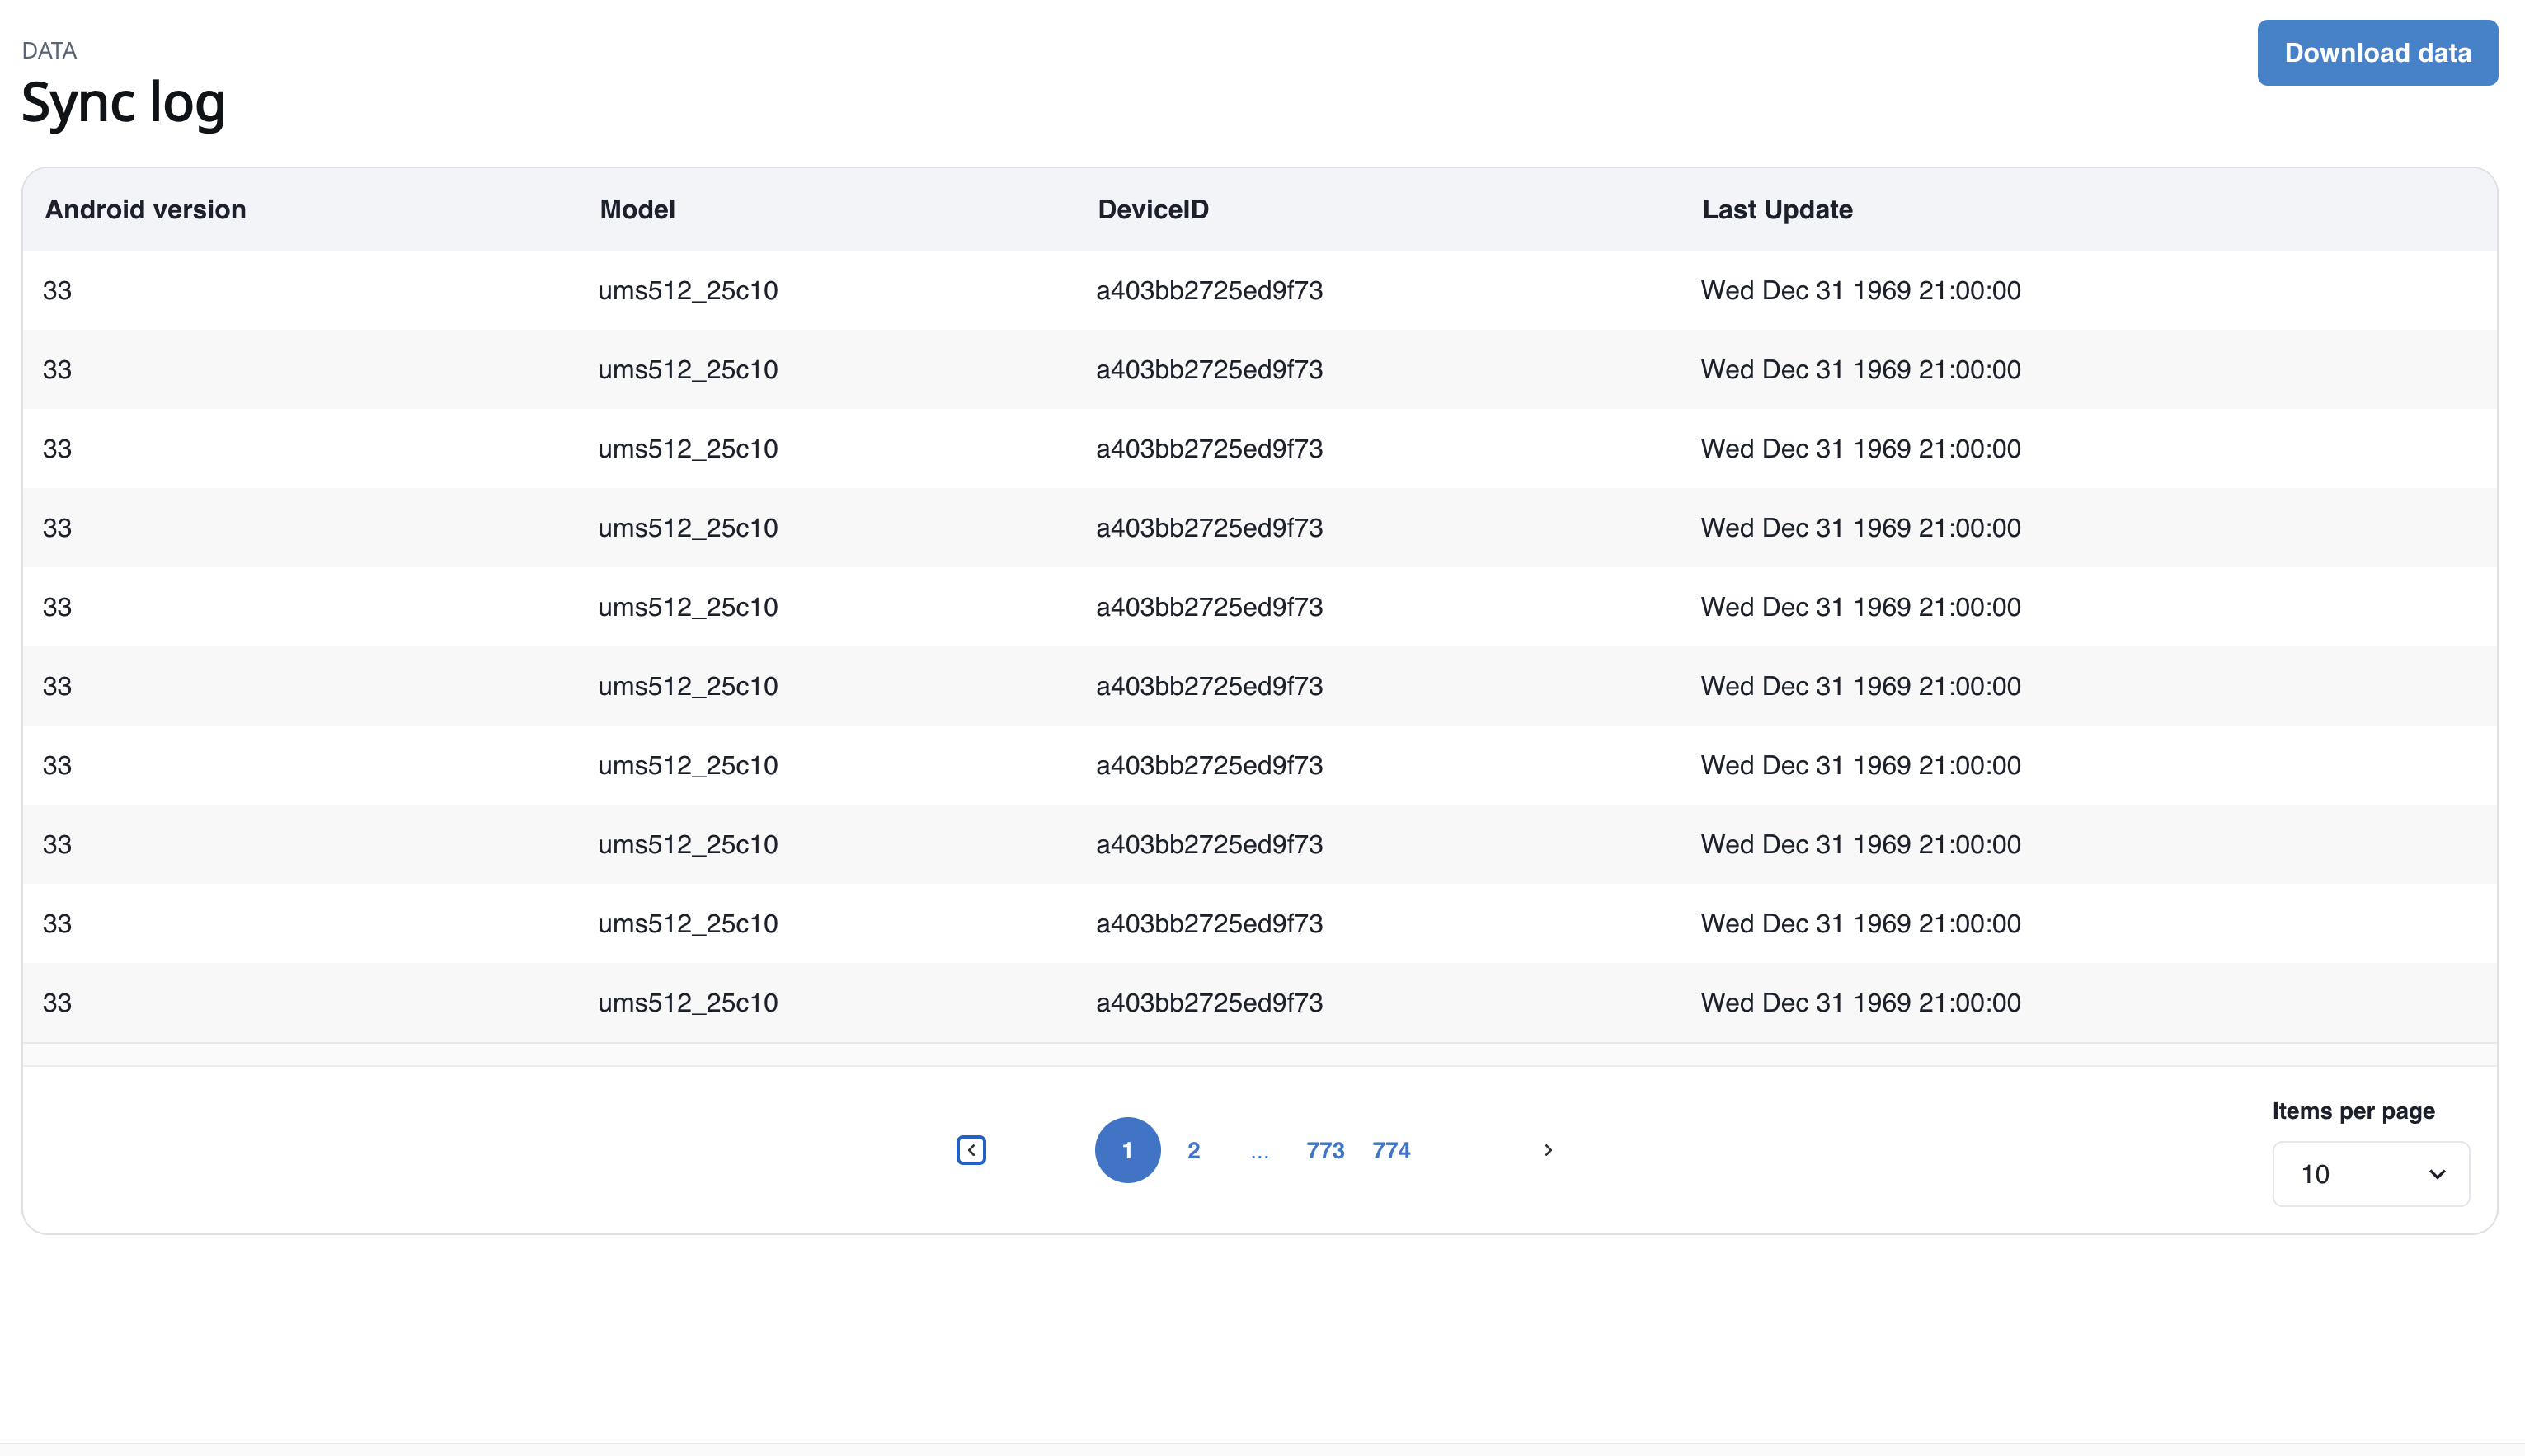 DATA
Download data
Sync log
Android version Model DeviceID Last Update
33 ums512_25c10 a403bb2725ed9f73 Wed Dec 31 1969 21:00:00
33 ums512_25c10 a403bb2725ed9f73 Wed Dec 31 1969 21:00:00
33 ums512_25c10 a403bb2725ed9f73 Wed Dec 31 1969 21:00:00
33 ums512_25c10 a403bb2725ed9f73 Wed Dec 31 1969 21:00:00
33 ums512_25c10 a403bb2725ed9f73 Wed Dec 31 1969 21:00:00
33 ums512_25c10 a403bb2725ed9f73 Wed Dec 31 1969 21:00:00
33 ums512_25c10 a403bb2725ed9f73 Wed Dec 31 1969 21:00:00
33 ums512_25c10 a403bb2725ed9f73 Wed Dec 31 1969 21:00:00
33 ums512_25c10 a403bb2725ed9f73 Wed Dec 31 1969 21:00:00
33 ums512_25c10 a403bb2725ed9f73 Wed Dec 31 1969 21:00:00
1 2 ... 773 774
Items per page
10